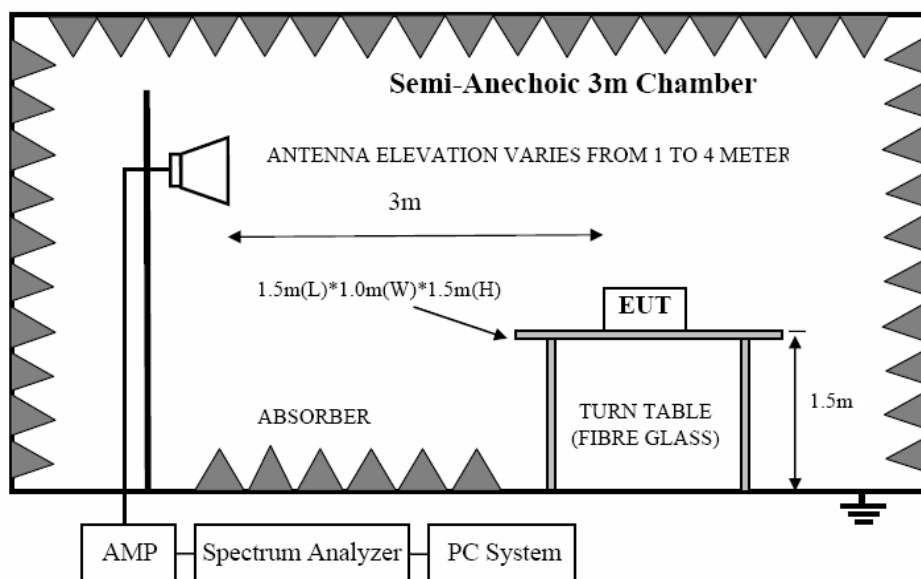 Semi-Anechoic 3m Chamber
ANTENNA ELEVATION VARIES FROM 1 TO 4 METER
3m
1.5m(L)*1.0m(W)*1.5m(H)
EUT
1.5m
ABSORBER
TURN TABLE
(FIBRE GLASS)
AMP
Spectrum Analyzer
PC System